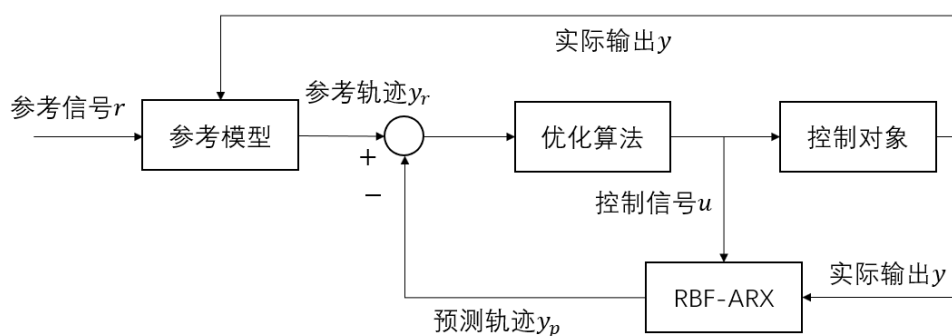 实际输出y
参考信号r
参考模型
参考轨迹yᵣ
+
−
优化算法
控制对象
控制信号u
RBF-ARX
实际输出y
预测轨迹yₚ